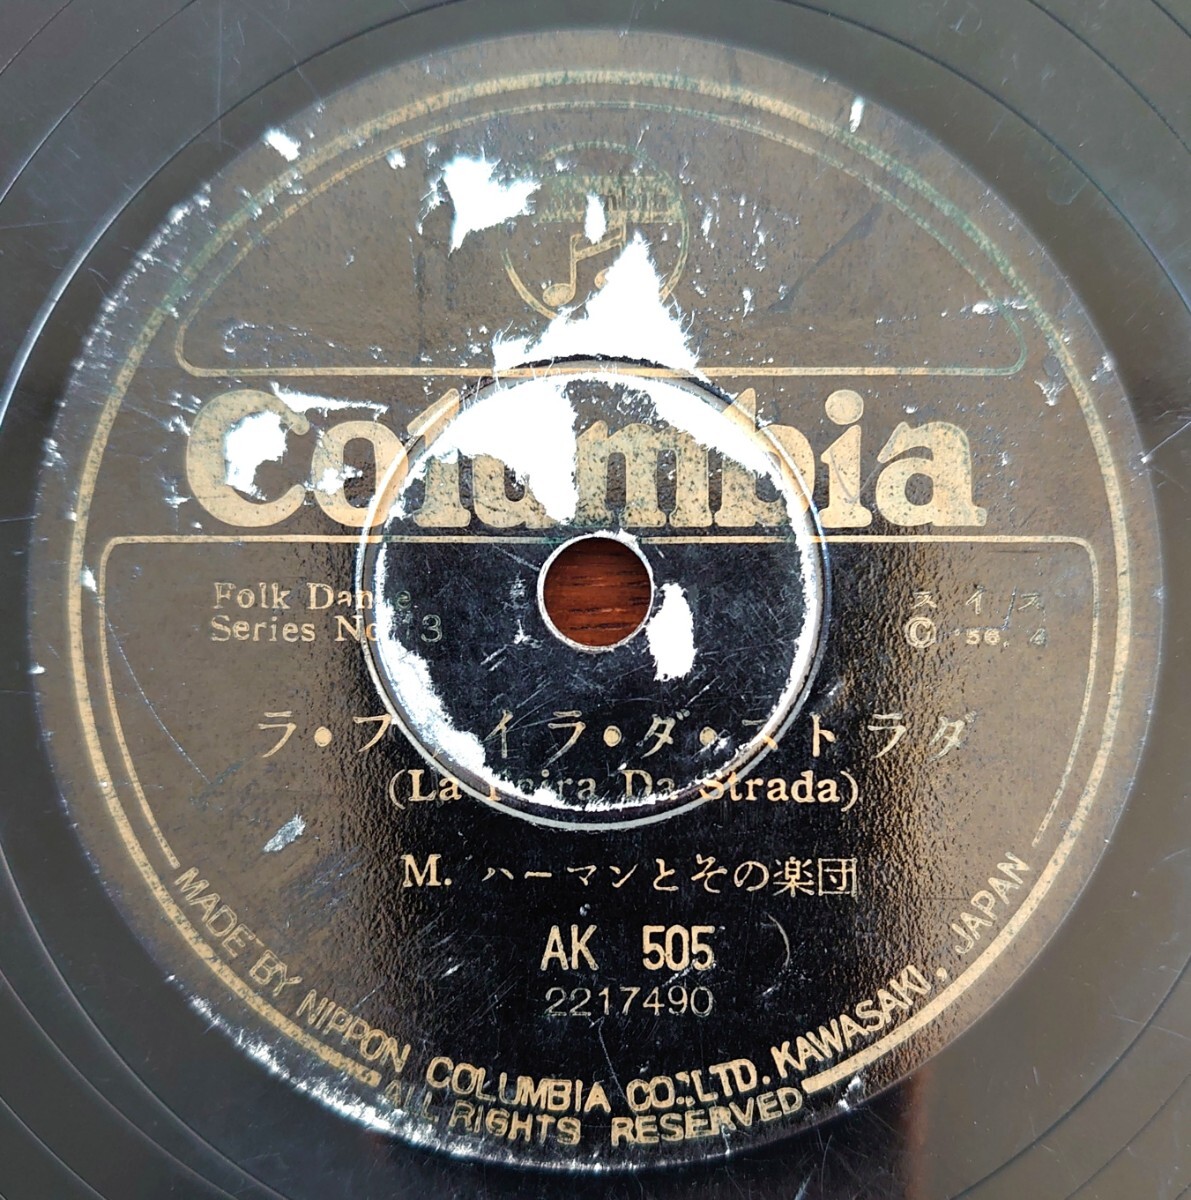 Columbia
Folk Dance
Series No. 3
スイス
© '56. 4
ラ・フェイラ・ダ・ストラダ
(La Feira Da Strada)
M. ハーマンとその楽団
AK 505
2217490
MADE BY NIPPON COLUMBIA CO., LTD. KAWASAKI, JAPAN
ALL RIGHTS RESERVED